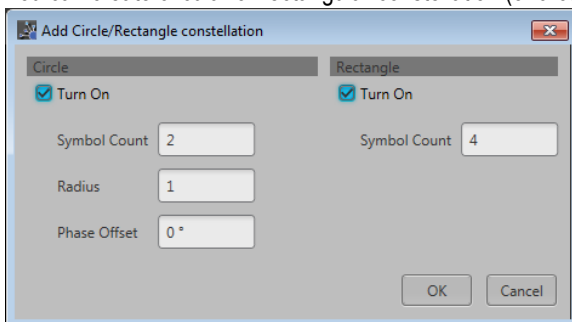 Add Circle/Rectangle constellation
Circle
Turn On
Symbol Count 2
Radius 1
Phase Offset 0 °
Rectangle
Turn On
Symbol Count 4
OK Cancel